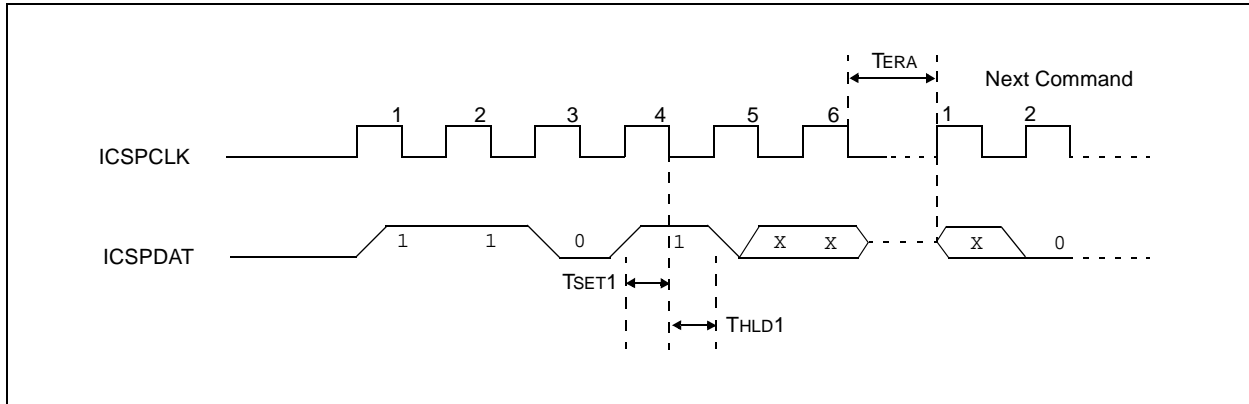 TERA
Next Command
1 2 3 4 5 6 1 2
ICSPCLK
ICSPDAT
1 1 0 1 x x x 0
TSET1
THLD1